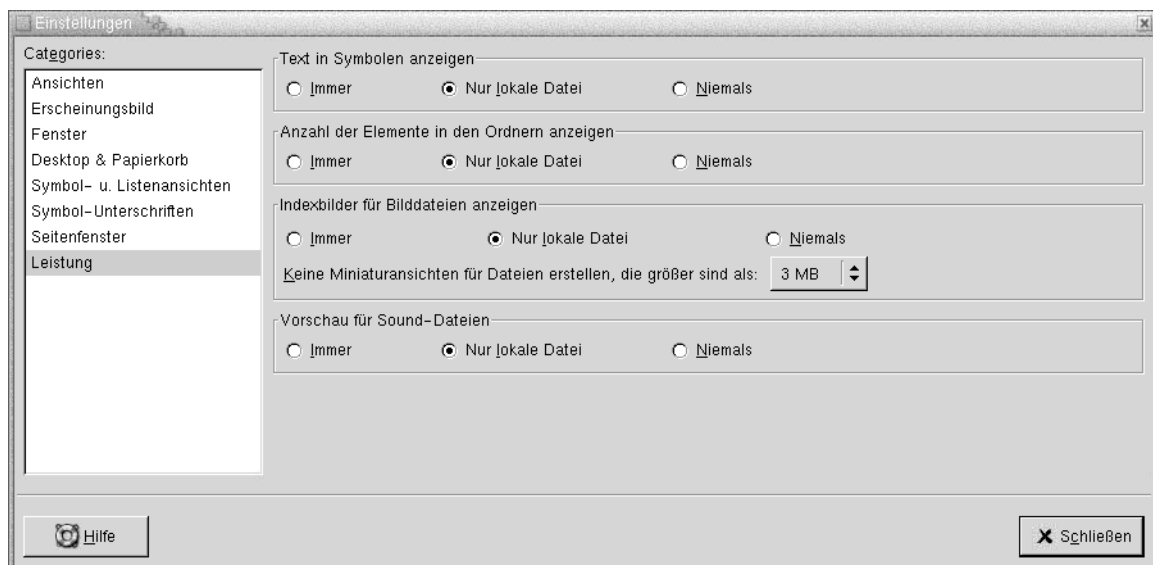 Einstellungen
Categories:
Ansichten
Erscheinungsbild
Fenster
Desktop & Papierkorb
Symbol- u. Listenansichten
Symbol-Unterschriften
Seitenfenster
Leistung
Text in Symbolen anzeigen
Immer Nur lokale Datei Niemals
Anzahl der Elemente in den Ordnern anzeigen
Immer Nur lokale Datei Niemals
Indexbilder für Bilddateien anzeigen
Immer Nur lokale Datei Niemals
Keine Miniaturansichten für Dateien erstellen, die größer sind als: 3 MB
Vorschau für Sound-Dateien
Immer Nur lokale Datei Niemals
Hilfe
Schließen